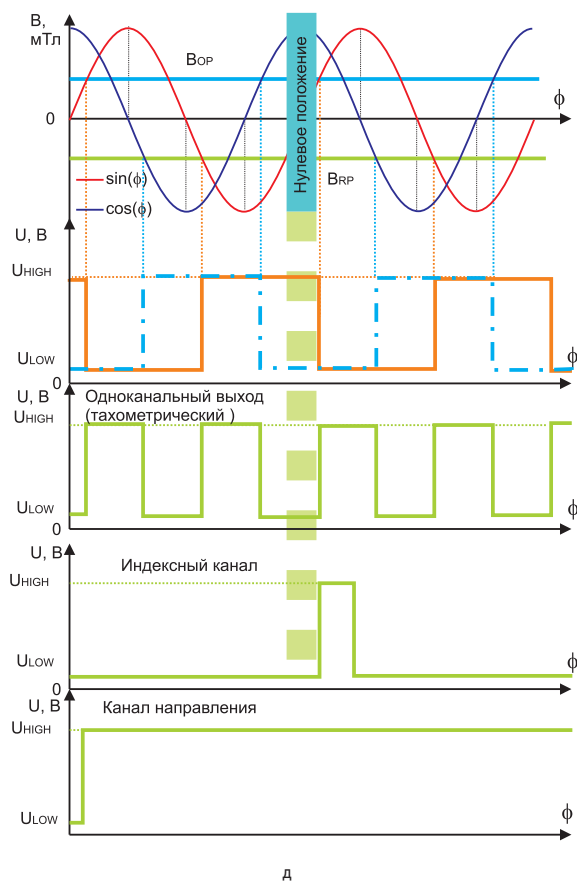 В,
мТл
BOP
ϕ
0
Нулевое положение
BRP
sin(ϕ)
cos(ϕ)
U, В
UHIGH
ULOW
ϕ
0
U, В
Одноканальный выход
UHIGH
(тахометрический )
ULOW
ϕ
0
U, В
Индексный канал
UHIGH
ULOW
ϕ
0
U, В
Канал направления
UHIGH
ULOW
ϕ
д